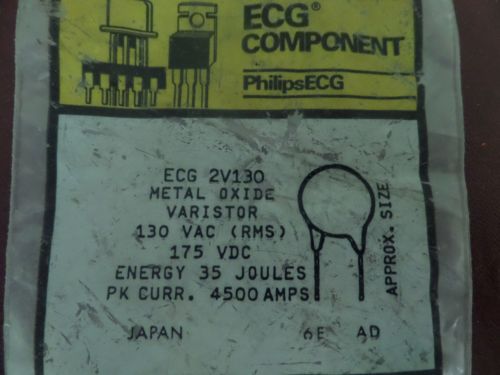 ECG®
COMPONENT
PhilipsECG
ECG 2V130
METAL OXIDE
VARISTOR
130 VAC (RMS)
175 VDC
ENERGY 35 JOULES
PK CURR. 4500 AMPS
APPROX. SIZE
JAPAN 6E AD